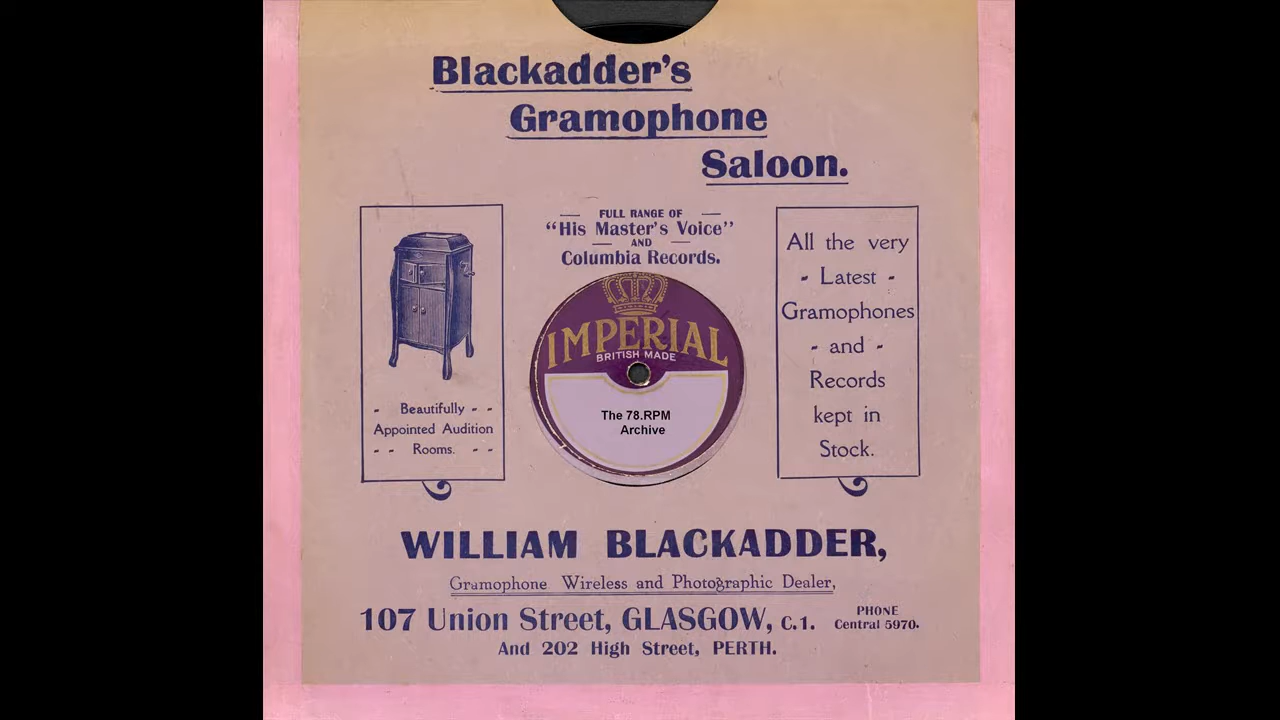 Blackadder's
Gramophone
Saloon.
FULL RANGE OF
"His Master's Voice"
AND
Columbia Records.
- Beautifully - -
Appointed Audition
- - Rooms. - -
IMPERIAL
BRITISH MADE
The 78.RPM
Archive
All the very
- Latest -
Gramophones
- and -
Records
kept in
Stock.
WILLIAM BLACKADDER,
Gramophone Wireless and Photographic Dealer,
107 Union Street, GLASGOW, C.1.
PHONE
Central 5970.
And 202 High Street, PERTH.